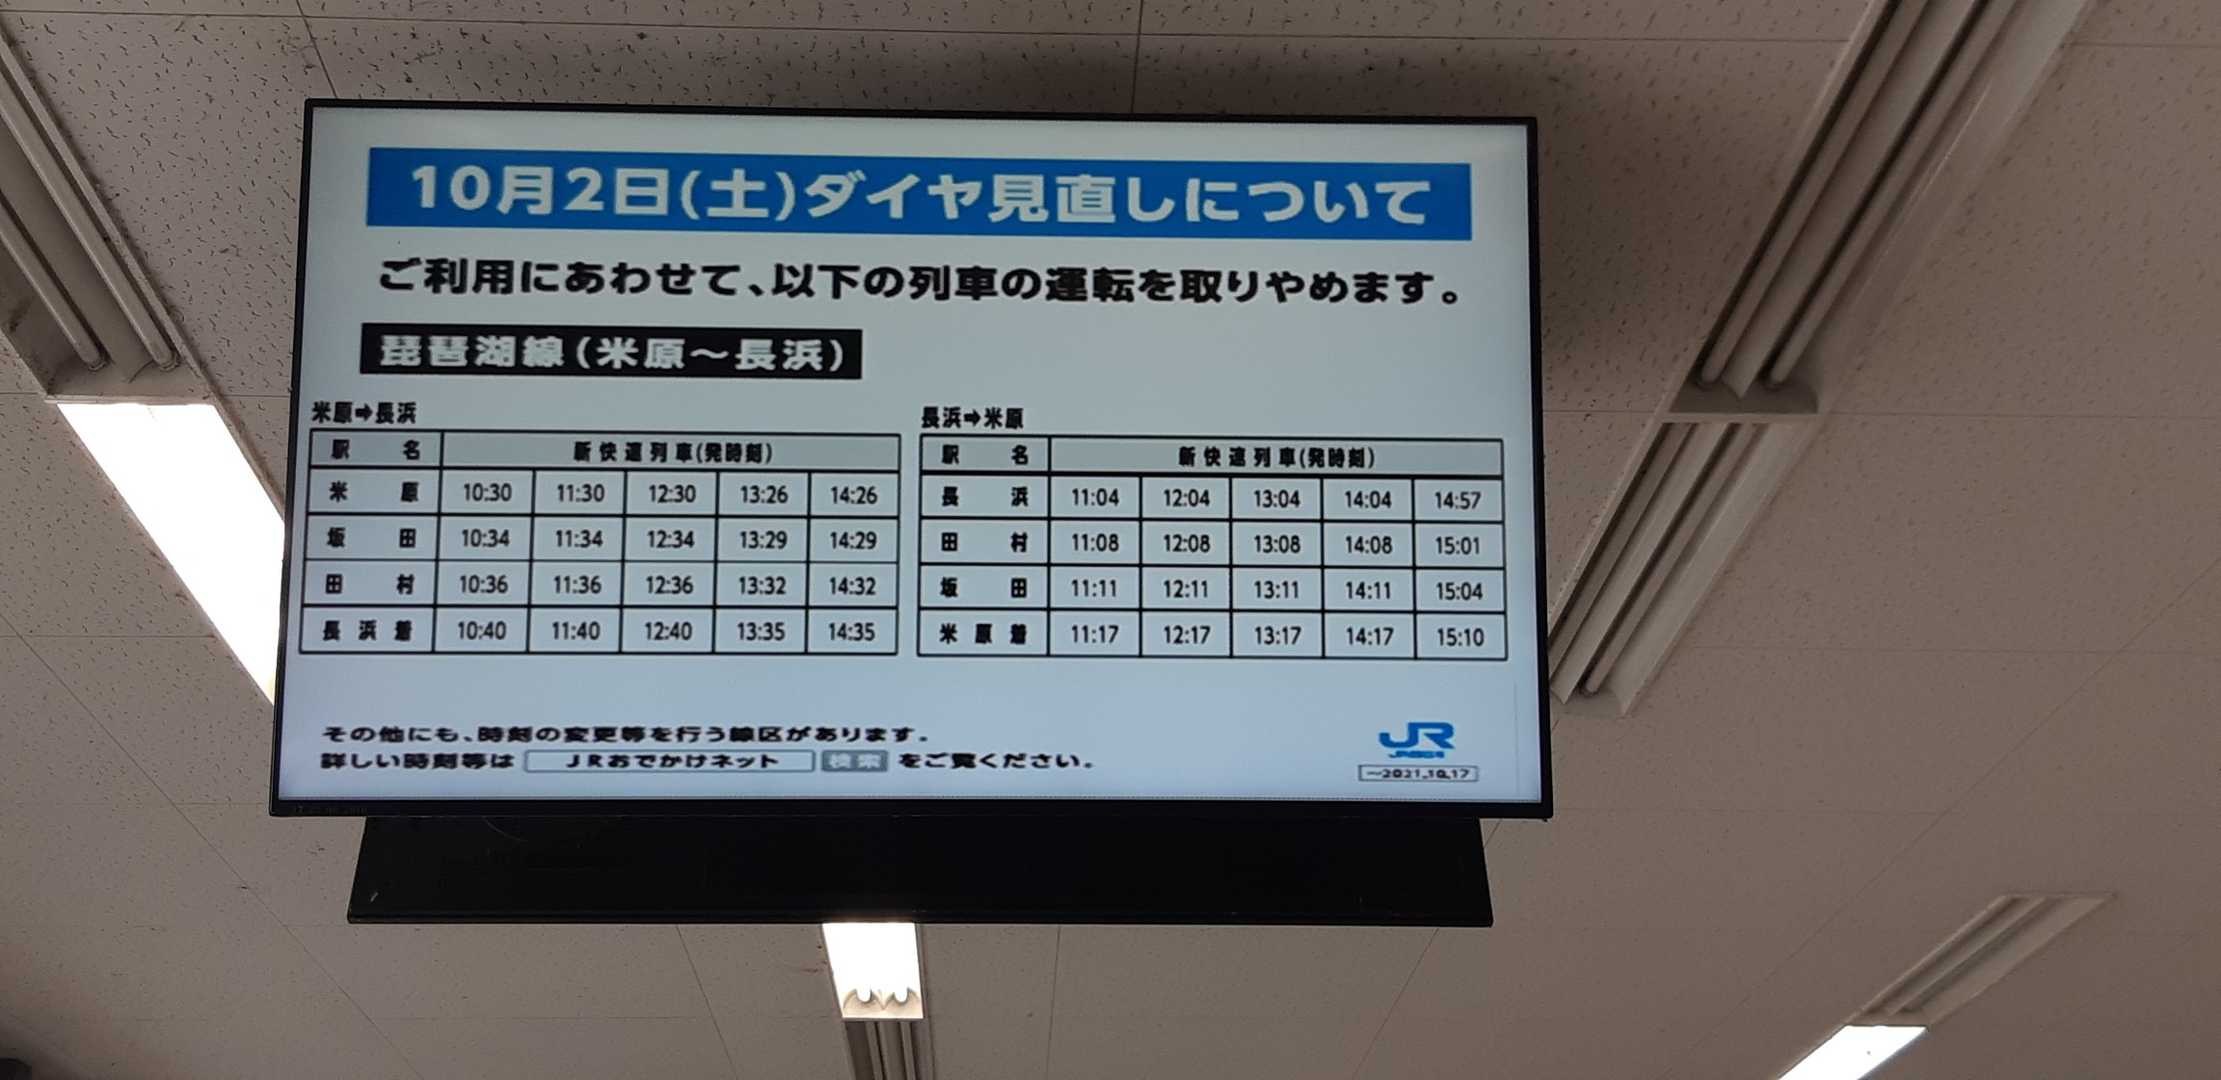 10月2日(土)ダイヤ見直しについて
ご利用にあわせて、以下の列車の運転を取りやめます。
琵琶湖線(米原〜長浜)
米原⇨長浜
駅名 新快速列車(発時刻)
米原 10:30 11:30 12:30 13:26 14:26
坂田 10:34 11:34 12:34 13:29 14:29
田村 10:36 11:36 12:36 13:32 14:32
長浜着 10:40 11:40 12:40 13:35 14:35
長浜⇨米原
駅名 新快速列車(発時刻)
長浜 11:04 12:04 13:04 14:04 14:57
田村 11:08 12:08 13:08 14:08 15:01
坂田 11:11 12:11 13:11 14:11 15:04
米原着 11:17 12:17 13:17 14:17 15:10
その他にも、時刻の変更等を行う線区があります。
詳しい時刻等は JRおでかけネット 検索 をご覧ください。
JR
JR西日本
〜2021.10.17